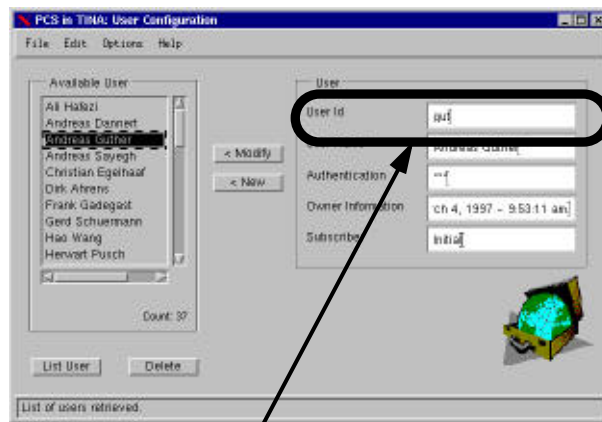 PCS in TINA: User Configuration
File Edit Options Help
Available User
Ali Hafezi
Andreas Dannert
Andreas Guther
Andreas Sayegh
Christian Egelhaaf
Dirk Ahrens
Frank Gadegast
Gerd Schuermann
Hao Wang
Herwart Pusch
Count: 37
List User
Delete
< Modify
< New
User
User Id
gut
Andreas Guther
Authentication
**
Owner Information
ch 4, 1997 - 9:53:11 am
Subscriber
Initial
List of users retrieved.